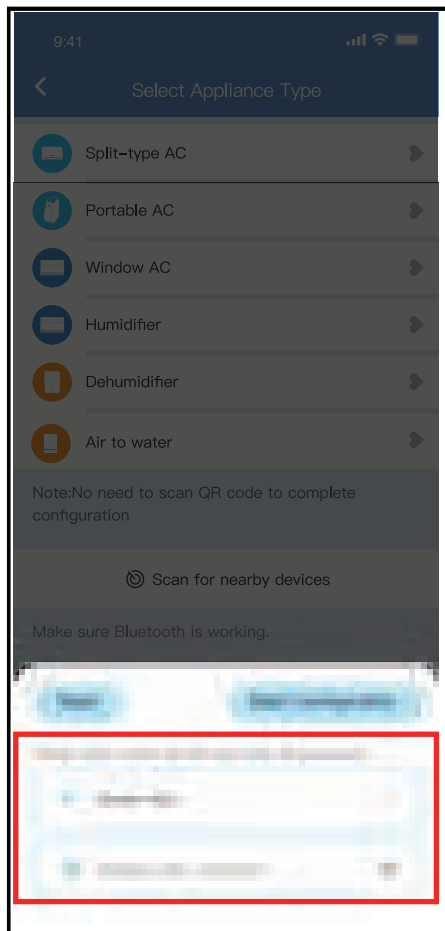 9:41
Select Appliance Type
Split-type AC
Portable AC
Window AC
Humidifier
Dehumidifier
Air to water
Note:No need to scan QR code to complete
configuration
Scan for nearby devices
Make sure Bluetooth is working.